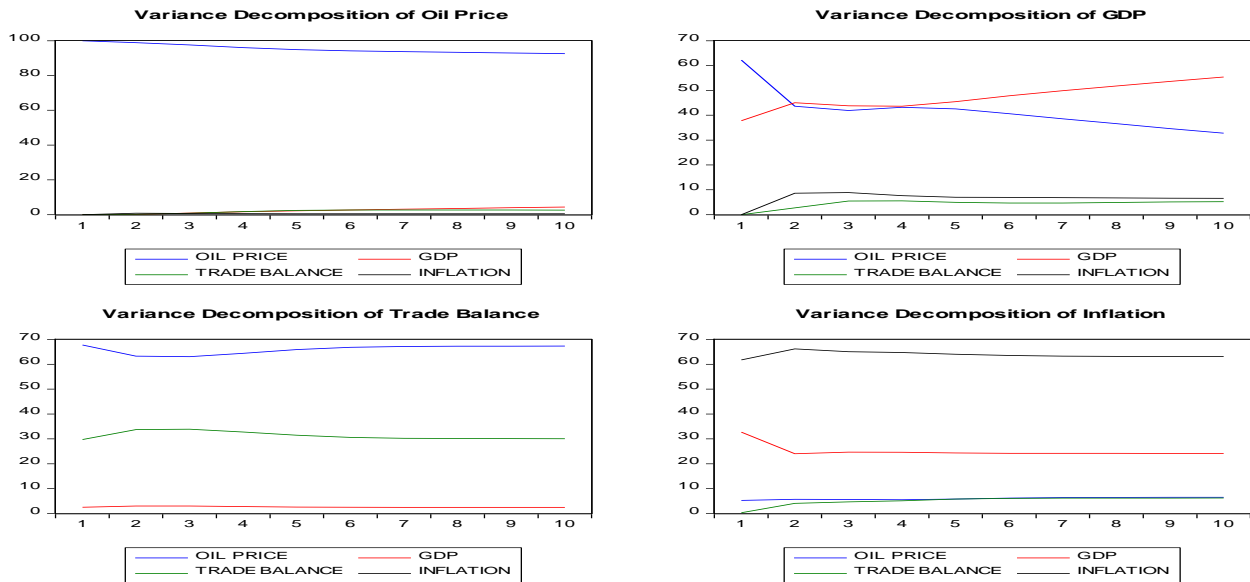 Variance Decomposition of Oil Price
100
80
60
40
20
0
1 2 3 4 5 6 7 8 9 10
OIL PRICE GDP
TRADE BALANCE INFLATION
Variance Decomposition of GDP
70
60
50
40
30
20
10
0
1 2 3 4 5 6 7 8 9 10
OIL PRICE GDP
TRADE BALANCE INFLATION
Variance Decomposition of Trade Balance
70
60
50
40
30
20
10
0
1 2 3 4 5 6 7 8 9 10
OIL PRICE GDP
TRADE BALANCE INFLATION
Variance Decomposition of Inflation
70
60
50
40
30
20
10
0
1 2 3 4 5 6 7 8 9 10
OIL PRICE GDP
TRADE BALANCE INFLATION